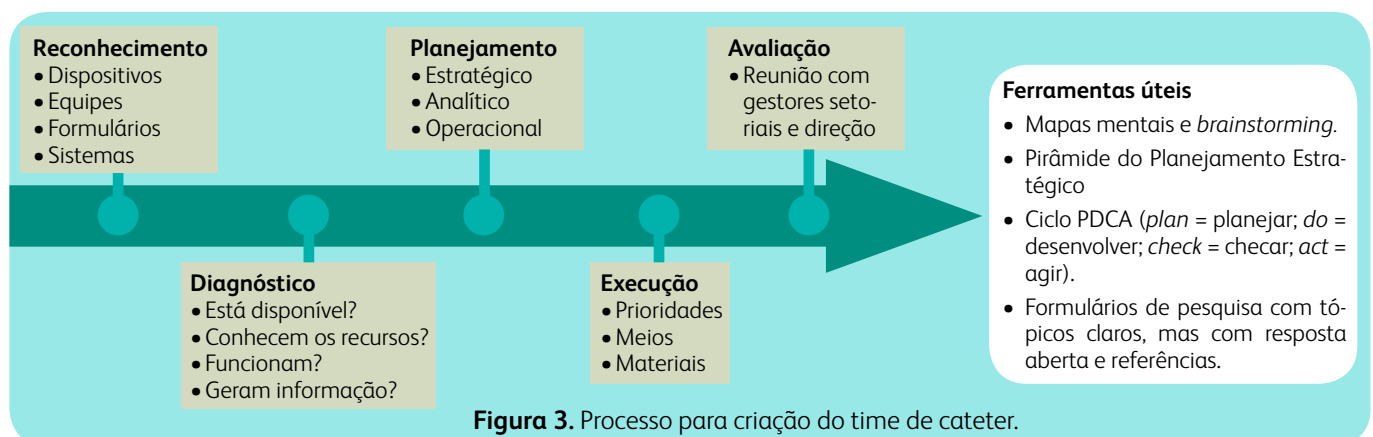 Reconhecimento
• Dispositivos
• Equipes
• Formulários
• Sistemas
Diagnóstico
• Está disponível?
• Conhecem os recursos?
• Funcionam?
• Geram informação?
Planejamento
• Estratégico
• Analítico
• Operacional
Execução
• Prioridades
• Meios
• Materiais
Avaliação
• Reunião com
gestores seto-
riais e direção
Ferramentas úteis
• Mapas mentais e brainstorming.
• Pirâmide do Planejamento Estra-
tégico
• Ciclo PDCA (plan = planejar; do =
desenvolver; check = checar; act =
agir).
• Formulários de pesquisa com tó-
picos claros, mas com resposta
aberta e referências.
Figura 3. Processo para criação do time de cateter.